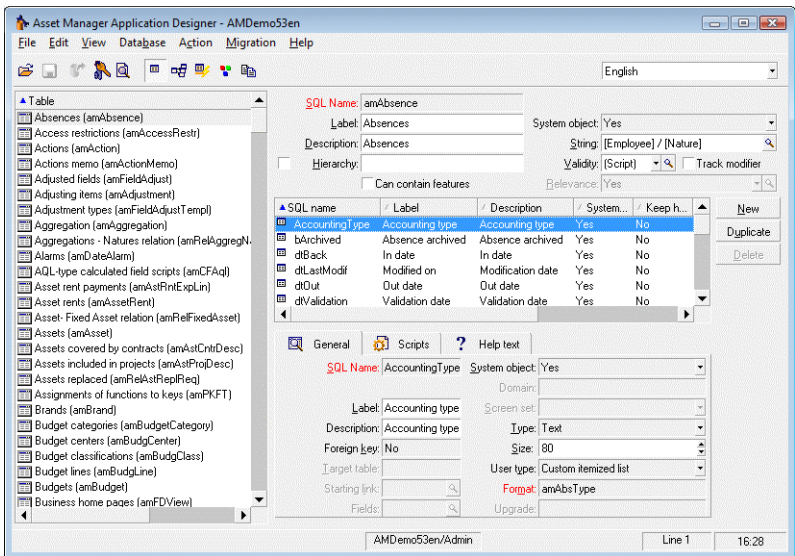 Asset Manager Application Designer - AMDemo53en
File Edit View Database Action Migration Help
English
Table
Absences (amAbsence)
Access restrictions (amAccessRestr)
Actions (amAction)
Actions memo (amActionMemo)
Adjusted fields (amFieldAdjust)
Adjusting items (amAdjustment)
Adjustment types (amFieldAdjustTempl)
Aggregation (amAggregation)
Aggregations - Natures relation (amRelAggregN
Alarms (amDateAlarm)
AQL-type calculated field scripts (amCFAql)
Asset rent payments (amAstRntExpLin)
Asset rents (amAssetRent)
Asset- Fixed Asset relation (amRelFixedAsset)
Assets (amAsset)
Assets covered by contracts (amAstCntrDesc)
Assets included in projects (amAstProjDesc)
Assets replaced (amRelAstReplReq)
Assignments of functions to keys (amPKFT)
Brands (amBrand)
Budget categories (amBudgetCategory)
Budget centers (amBudgCenter)
Budget classifications (amBudgClass)
Budget lines (amBudgLine)
Budgets (amBudget)
Business home pages (amFDView)
SQL Name: amAbsence
Label: Absences System object: Yes
Description: Absences String: [Employee] / [Nature]
Hierarchy: Validity: (Script) Track modifier
Can contain features Relevance: Yes
SQL name Label Description System... Keep h...
AccountingType Accounting type Accounting type Yes No
bArchived Absence archived Absence archived Yes No
dtBack In date In date Yes No
dtLastModif Modified on Modification date Yes No
dtOut Out date Out date Yes No
dtValidation Validation date Validation date Yes No
New
Duplicate
Delete
General Scripts ? Help text
SQL Name: AccountingType System object: Yes
Domain:
Label: Accounting type Screen set:
Description: Accounting type Type: Text
Foreign key: No Size: 80
Target table: User type: Custom itemized list
Starting link: Format: amAbsType
Fields: Upgrade:
AMDemo53en/Admin Line 1 16:28